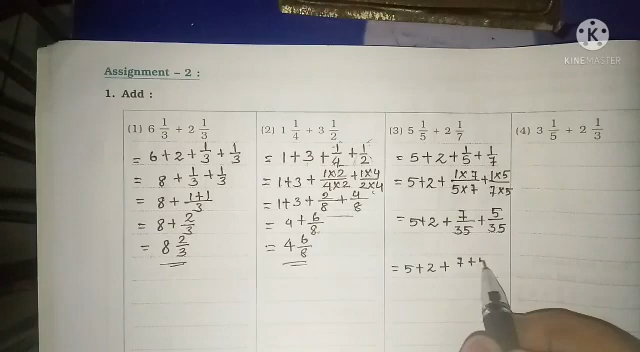 KINEMASTER
Assignment – 2 :
1. Add :
(1) 6 1/3 + 2 1/3
= 6 + 2 + 1/3 + 1/3
= 8 + 1/3 + 1/3
= 8 + 1+1/3
= 8 + 2/3
= 8 2/3
(2) 1 1/4 + 3 1/2
= 1 + 3 + 1/4 + 1/2
= 1 + 3 + 1×2/4×2 + 1×4/2×4
= 1 + 3 + 2/8 + 4/8
= 4 + 6/8
= 4 6/8
(3) 5 1/5 + 2 1/7
= 5 + 2 + 1/5 + 1/7
= 5 + 2 + 1×7/5×7 + 1×5/7×5
= 5 + 2 + 7/35 + 5/35
= 5 + 2 + 7 + 5
(4) 3 1/5 + 2 1/3